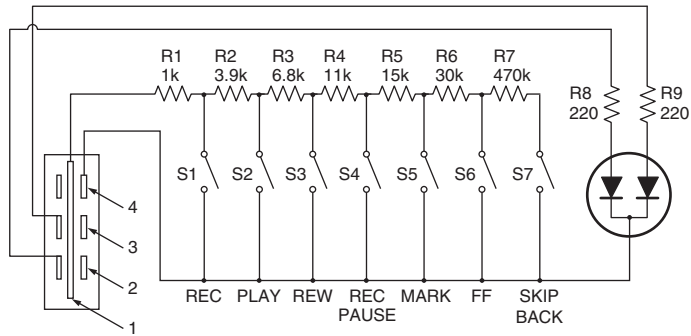 R1 R2 R3 R4 R5 R6 R7
1k 3.9k 6.8k 11k 15k 30k 470k
R8 R9
220 220
S1 S2 S3 S4 S5 S6 S7
4
3
2
1
REC PLAY REW REC PAUSE MARK FF SKIP BACK